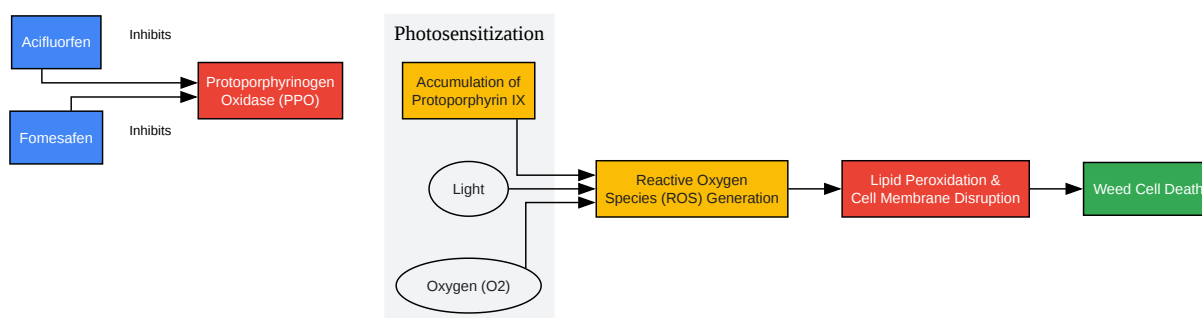 Acifluorfen
Inhibits
Protoporphyrinogen
Oxidase (PPO)
Fomesafen
Inhibits
Photosensitization
Accumulation of
Protoporphyrin IX
Light
Oxygen (O2)
Reactive Oxygen
Species (ROS) Generation
Lipid Peroxidation &
Cell Membrane Disruption
Weed Cell Death